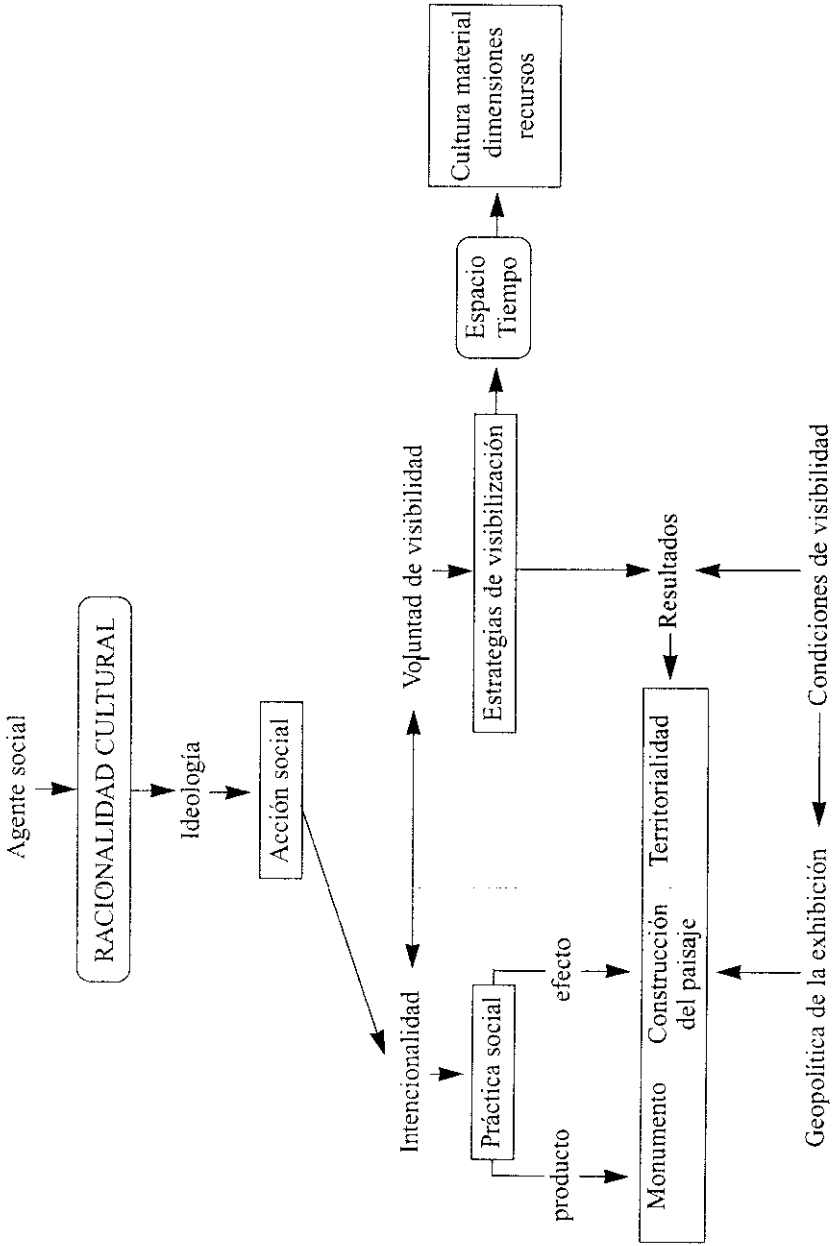 Agente social
RACIONALIDAD CULTURAL
Ideología
Acción social
Intencionalidad
Voluntad de visibilidad
Práctica social
Estrategias de visibilización
Espacio
Tiempo
Cultura material
dimensiones
recursos
producto
efecto
Resultados
Monumento
Construcción
del paisaje
Territorialidad
Geopolítica de la exhibición
Condiciones de visibilidad